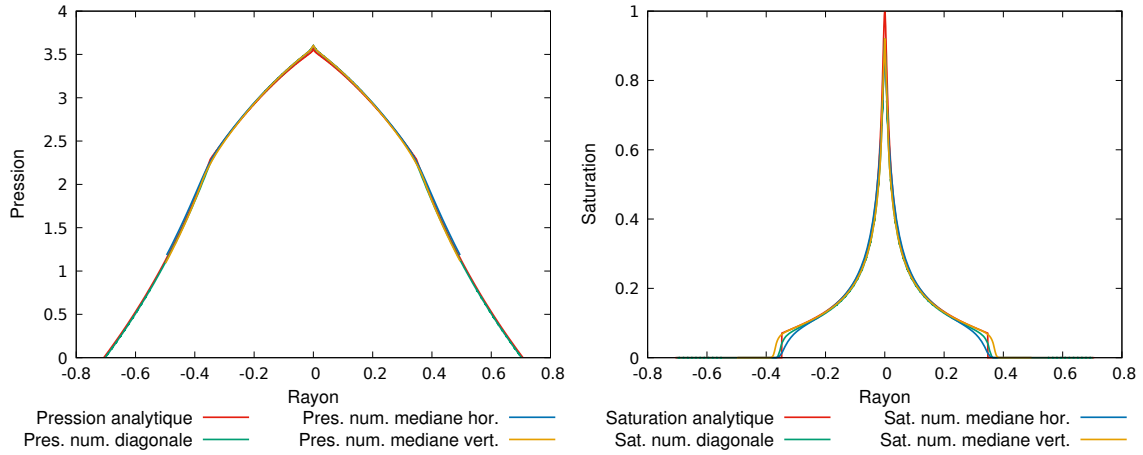 4
3.5
3
2.5
2
1.5
1
0.5
0
Pression
-0.8 -0.6 -0.4 -0.2 0 0.2 0.4 0.6 0.8
Rayon
Pression analytique
Pres. num. mediane hor.
Pres. num. diagonale
Pres. num. mediane vert.
1
0.8
0.6
0.4
0.2
0
Saturation
-0.8 -0.6 -0.4 -0.2 0 0.2 0.4 0.6 0.8
Rayon
Saturation analytique
Sat. num. mediane hor.
Sat. num. diagonale
Sat. num. mediane vert.